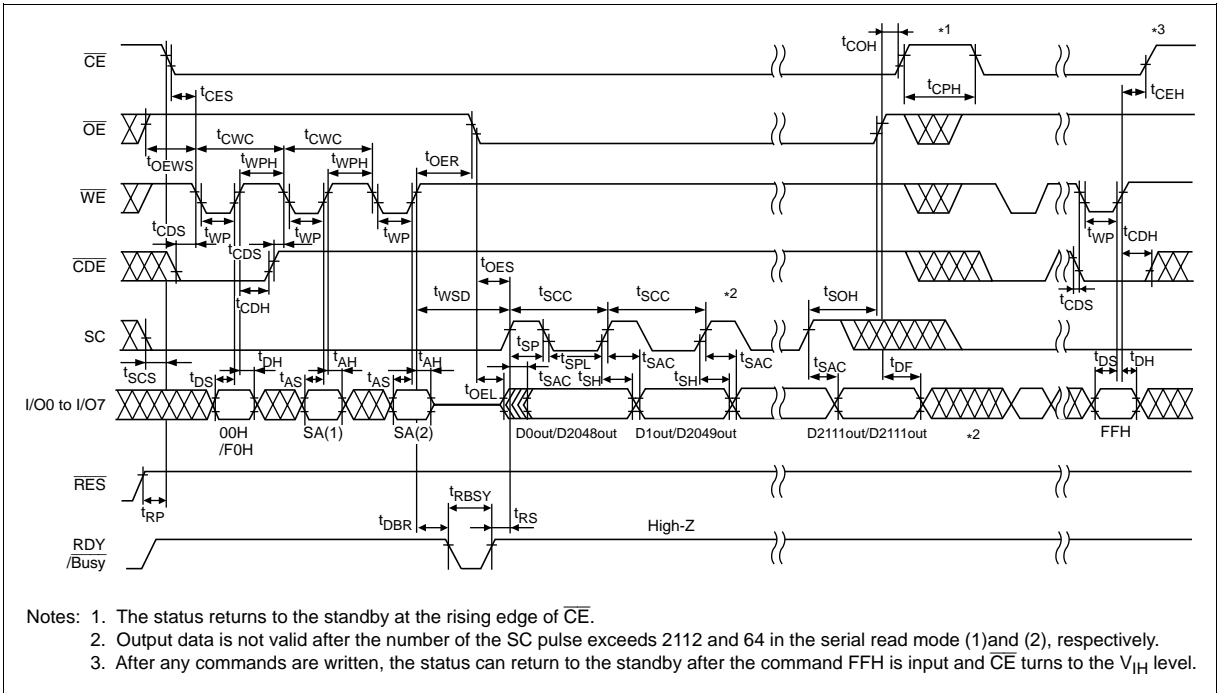 tCOH *1 *3
CE
tCES tCPH tCEH
OE
tCWC tCWC
tOEWS tWPH tWPH tOER
WE
tCDS tWP tCDS tWP tWP tWP tCDH
CDE
tCDH tOES tCDS
tWSD tSCC tSCC *2 tSOH
SC
tSP tSPL tSAC tSAC
tSCS tDS tDH tAS tAH tAS tAH tOEL tSAC tSH tSH tSAC tDF tDS tDH
I/O0 to I/O7
00H /F0H SA(1) SA(2) D0out/D2048out D1out/D2049out D2111out/D2111out *2 FFH
RES
tRP tRBSY
tDBR tRS High-Z
RDY
/Busy
Notes: 1. The status returns to the standby at the rising edge of CE.
2. Output data is not valid after the number of the SC pulse exceeds 2112 and 64 in the serial read mode (1)and (2), respectively.
3. After any commands are written, the status can return to the standby after the command FFH is input and CE turns to the VIH level.